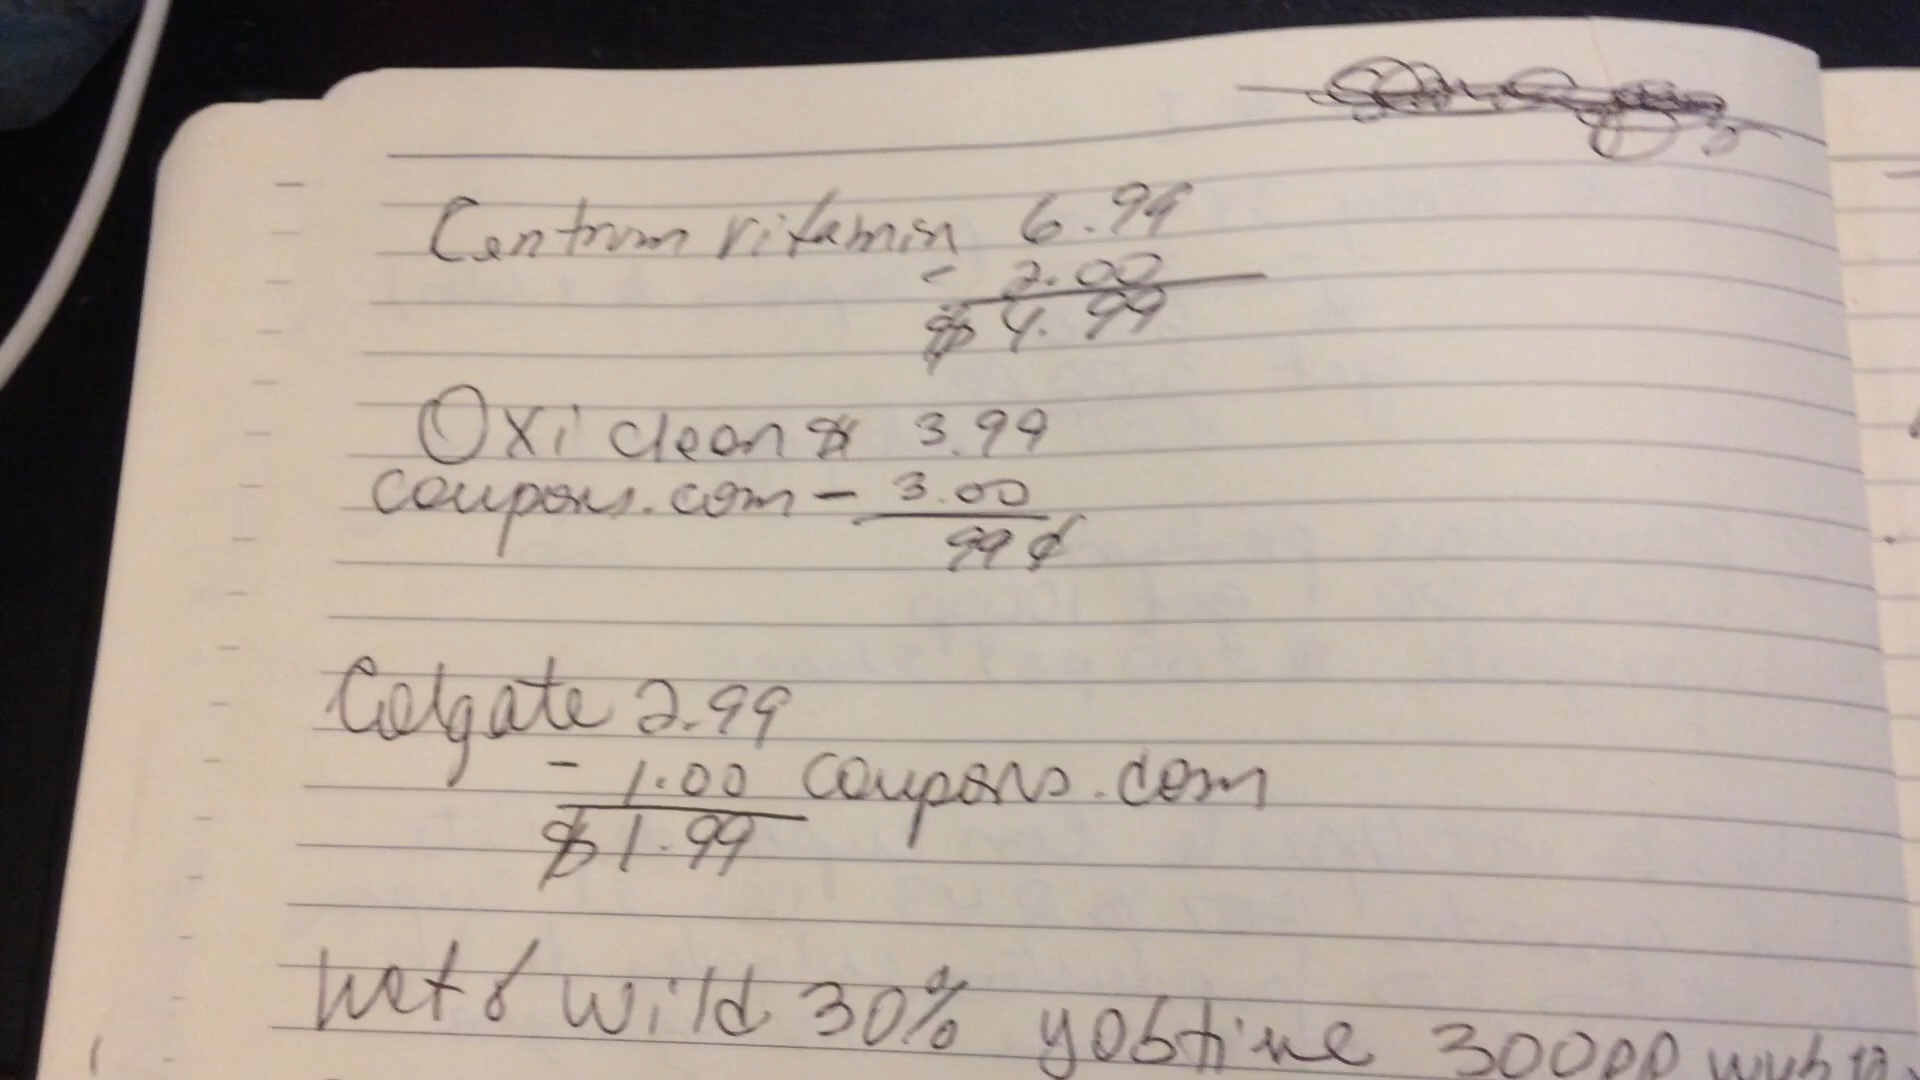 Centrum vitamin 6.99
- 2.00
$ 4.99
Oxi clean $ 3.99
coupons.com - 3.00
99¢
Colgate 2.99
- 1.00 coupons.com
$1.99
wet & wild 30%